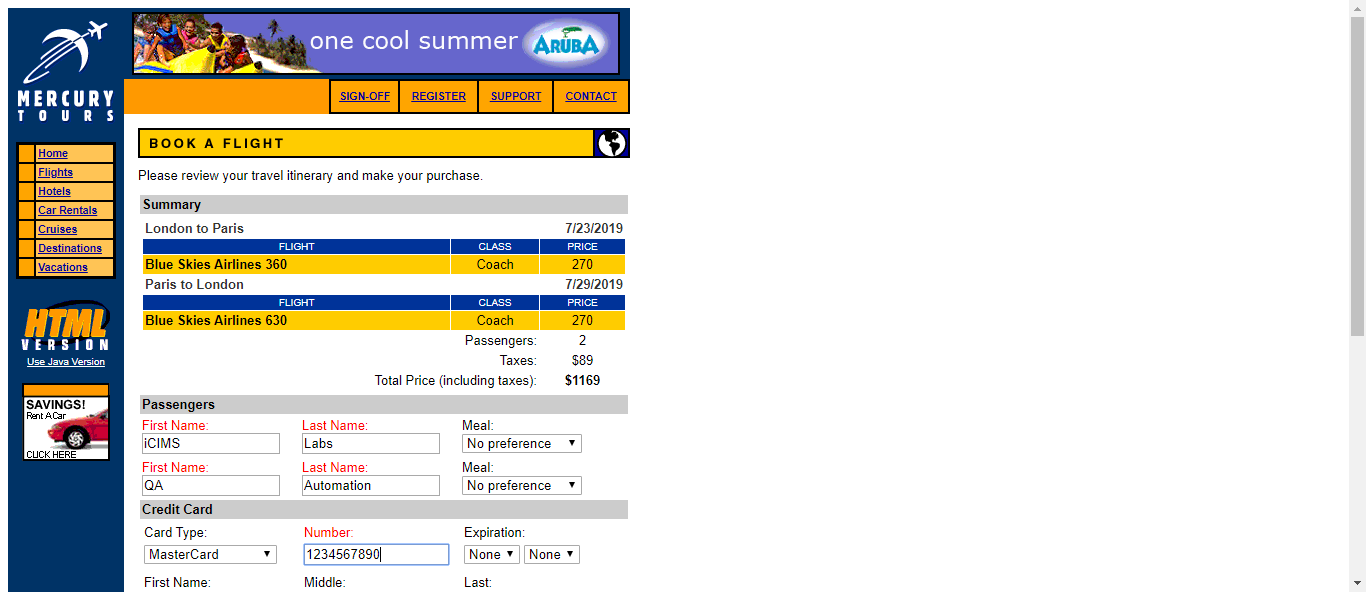 one cool summer ARUBA
MERCURY
TOURS
SIGN-OFF REGISTER SUPPORT CONTACT
Home
Flights
Hotels
Car Rentals
Cruises
Destinations
Vacations
HTML
VERSION
Use Java Version
SAVINGS!
Rent A Car
CLICK HERE
BOOK A FLIGHT
Please review your travel itinerary and make your purchase.
Summary
London to Paris 7/23/2019
FLIGHT CLASS PRICE
Blue Skies Airlines 360 Coach 270
Paris to London 7/29/2019
FLIGHT CLASS PRICE
Blue Skies Airlines 630 Coach 270
Passengers: 2
Taxes: $89
Total Price (including taxes): $1169
Passengers
First Name: Last Name: Meal:
iCIMS Labs No preference
First Name: Last Name: Meal:
QA Automation No preference
Credit Card
Card Type: Number: Expiration:
MasterCard 1234567890 None None
First Name: Middle: Last: